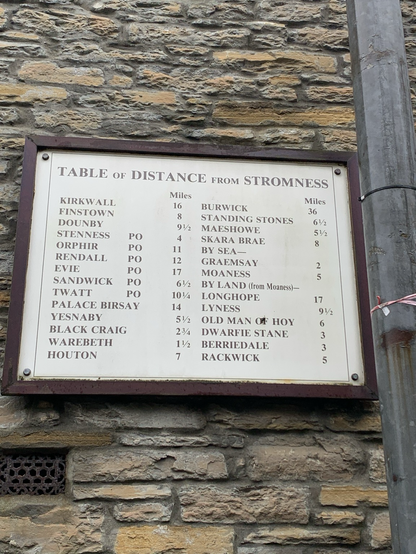 TABLE OF DISTANCE FROM STROMNESS
Miles
KIRKWALL 16
FINSTOWN 8
DOUNBY 9½
STENNESS PO 4
ORPHIR PO 11
RENDALL PO 12
EVIE PO 17
SANDWICK PO 6½
TWATT PO 10¼
PALACE BIRSAY 14
YESNABY 5½
BLACK CRAIG 2¾
WAREBETH 1½
HOUTON 7
Miles
BURWICK 36
STANDING STONES 6½
MAESHOWE 5½
SKARA BRAE 8
BY SEA—
GRAEMSAY 2
MOANESS 5
BY LAND (from Moaness)—
LONGHOPE 17
LYNESS 9½
OLD MAN OF HOY 6
DWARFIE STANE 3
BERRIEDALE 3
RACKWICK 5